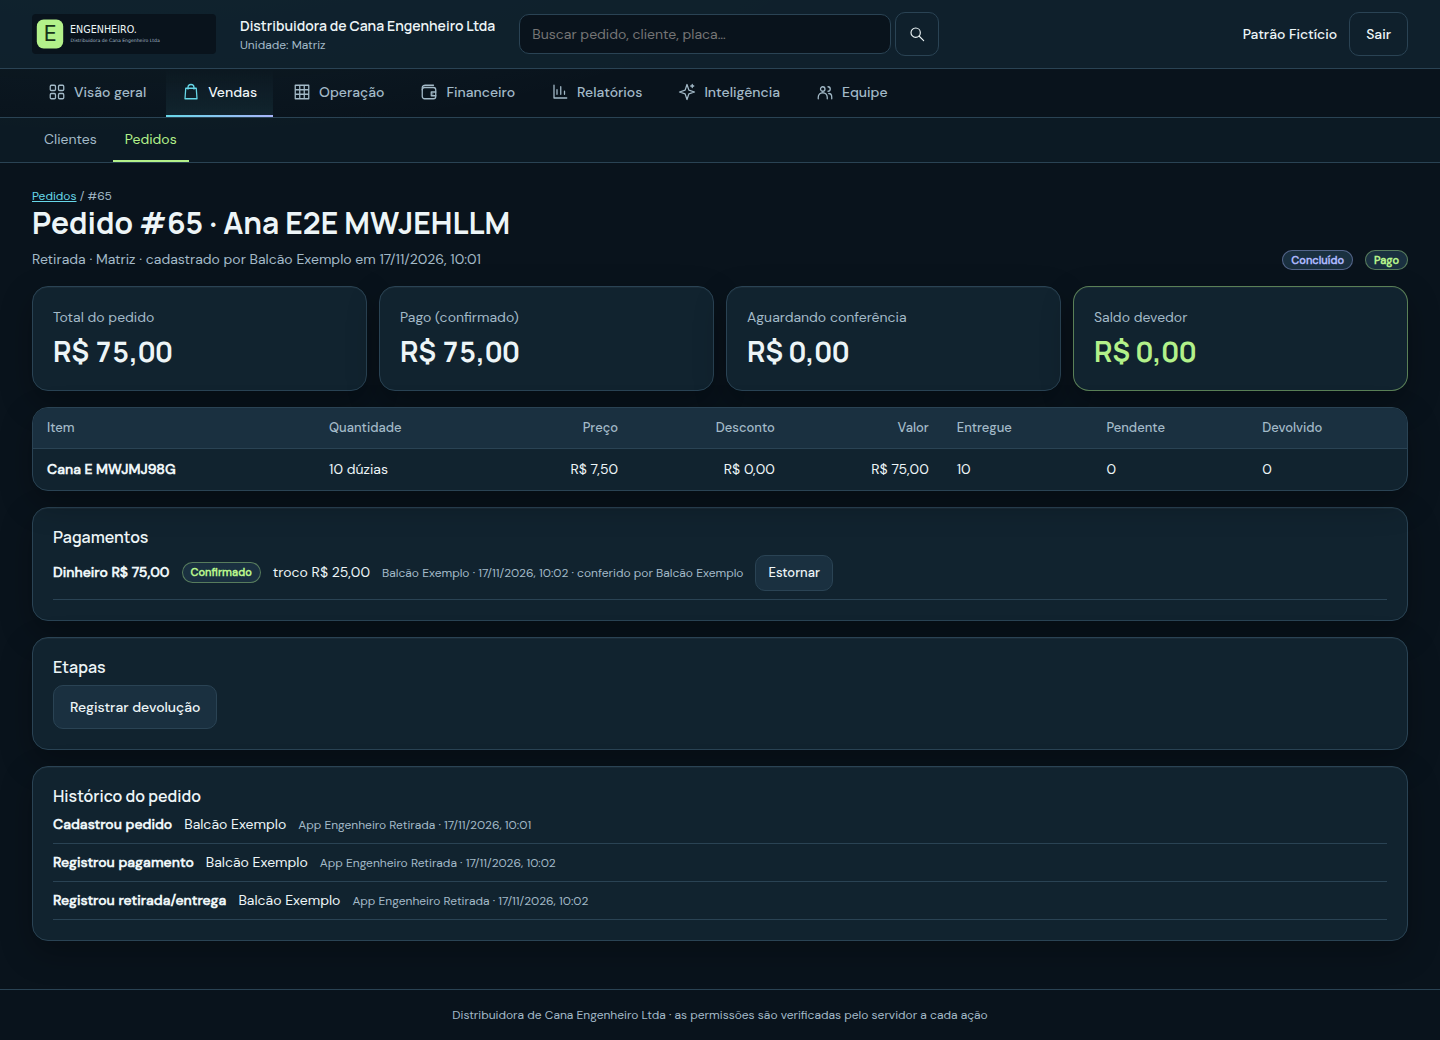 E ENGENHEIRO.
Distribuidora de Cana Engenheiro Ltda
Distribuidora de Cana Engenheiro Ltda
Unidade: Matriz
Buscar pedido, cliente, placa...
Patrão Fictício
Sair
Visão geral
Vendas
Operação
Financeiro
Relatórios
Inteligência
Equipe
Clientes
Pedidos
Pedidos / #65
Pedido #65 · Ana E2E MWJEHLLM
Retirada · Matriz · cadastrado por Balcão Exemplo em 17/11/2026, 10:01
Concluído
Pago
Total do pedido
R$ 75,00
Pago (confirmado)
R$ 75,00
Aguardando conferência
R$ 0,00
Saldo devedor
R$ 0,00
Item Quantidade Preço Desconto Valor Entregue Pendente Devolvido
Cana E MWJMJ98G 10 dúzias R$ 7,50 R$ 0,00 R$ 75,00 10 0 0
Pagamentos
Dinheiro R$ 75,00 Confirmado troco R$ 25,00 Balcão Exemplo · 17/11/2026, 10:02 · conferido por Balcão Exemplo Estornar
Etapas
Registrar devolução
Histórico do pedido
Cadastrou pedido Balcão Exemplo App Engenheiro Retirada · 17/11/2026, 10:01
Registrou pagamento Balcão Exemplo App Engenheiro Retirada · 17/11/2026, 10:02
Registrou retirada/entrega Balcão Exemplo App Engenheiro Retirada · 17/11/2026, 10:02
Distribuidora de Cana Engenheiro Ltda · as permissões são verificadas pelo servidor a cada ação